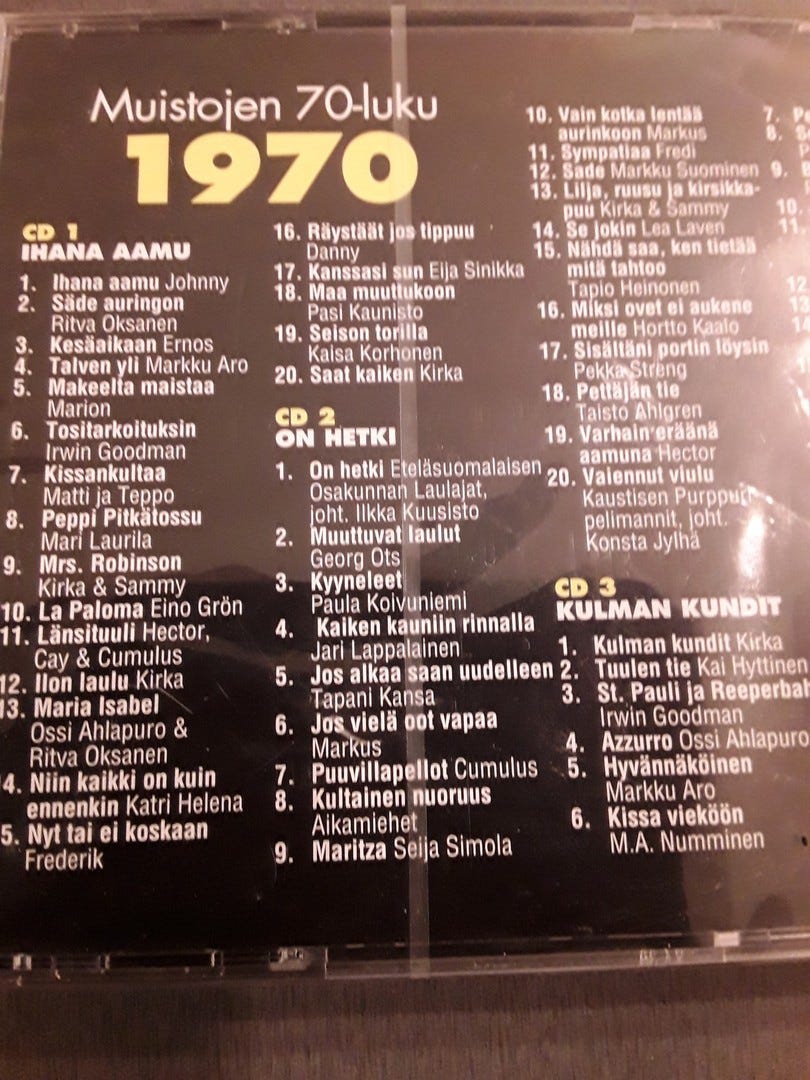 Muistojen 70-luku
1970
CD 1
IHANA AAMU
1. Ihana aamu Johnny
2. Säde auringon
Ritva Oksanen
3. Kesäaikaan Ernos
4. Talven yli Markku Aro
5. Makeelta maistaa
Marion
6. Tositarkoituksin
Irwin Goodman
7. Kissankultaa
Matti ja Teppo
8. Peppi Pitkätossu
Mari Laurila
9. Mrs. Robinson
Kirka & Sammy
10. La Paloma Eino Grön
11. Länsituuli Hector,
Cay & Cumulus
12. Ilon laulu Kirka
13. Maria Isabel
Ossi Ahlapuro &
Ritva Oksanen
4. Niin kaikki on kuin
ennenkin Katri Helena
5. Nyt tai ei koskaan
Frederik
16. Räystäät jos tippuu
Danny
17. Kanssasi sun Eija Sinikka
18. Maa muuttukoon
Pasi Kaunisto
19. Seison torilla
Kaisa Korhonen
20. Saat kaiken Kirka
CD 2
ON HETKI
1. On hetki Eteläsuomalaisen
Osakunnan Laulajat,
joht. Ilkka Kuusisto
2. Muuttuvat laulut
Georg Ots
3. Kyyneleet
Paula Koivuniemi
4. Kaiken kauniin rinnalla
Jari Lappalainen
5. Jos alkaa saan uudelleen
Tapani Kansa
6. Jos vielä oot vapaa
Markus
7. Puuvillapellot Cumulus
8. Kultainen nuoruus
Aikamiehet
9. Maritza Seija Simola
10. Vain kotka lentää
aurinkoon Markus
11. Sympatiaa Fredi
12. Sade Markku Suominen
13. Lilja, ruusu ja kirsikka-
puu Kirka & Sammy
14. Se jokin Lea Laven
15. Nähdä saa, ken tietää
mitä tahtoo
Tapio Heinonen
16. Miksi ovet ei aukene
meille Hortto Kaalo
17. Sisältäni portin löysin
Pekka Streng
18. Pettäjän tie
Taisto Ahlgren
19. Varhain eräänä
aamuna Hector
20. Vaiennut viulu
Kaustisen Purppuri-
pelimannit, joht.
Konsta Jylhä
CD 3
KULMAN KUNDIT
1. Kulman kundit Kirka
2. Tuulen tie Kai Hyttinen
3. St. Pauli ja Reeperbah
Irwin Goodman
4. Azzurro Ossi Ahlapuro
5. Hyvännäköinen
Markku Aro
6. Kissa vieköön
M.A. Numminen
7.
8.
9.
10.
11.